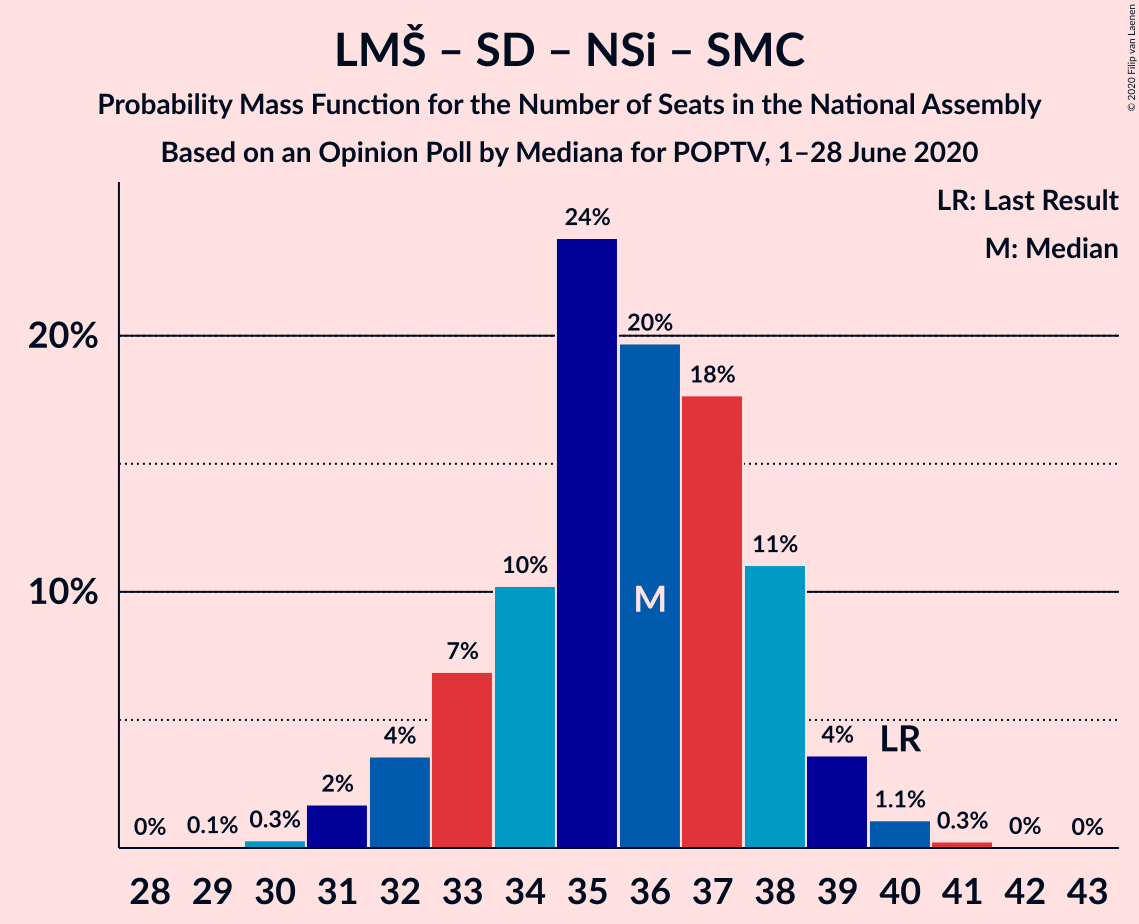 LMŠ – SD – NSi – SMC
Probability Mass Function for the Number of Seats in the National Assembly
Based on an Opinion Poll by Mediana for POPTV, 1–28 June 2020
© 2020 Filip van Laenen
LR: Last Result
M: Median
24%
20%
20%
18%
11%
10%
10%
M
7%
4%
4%
LR
2%
0%
0.1%
0.3%
1.1%
0.3%
0%
0%
28 29 30 31 32 33 34 35 36 37 38 39 40 41 42 43